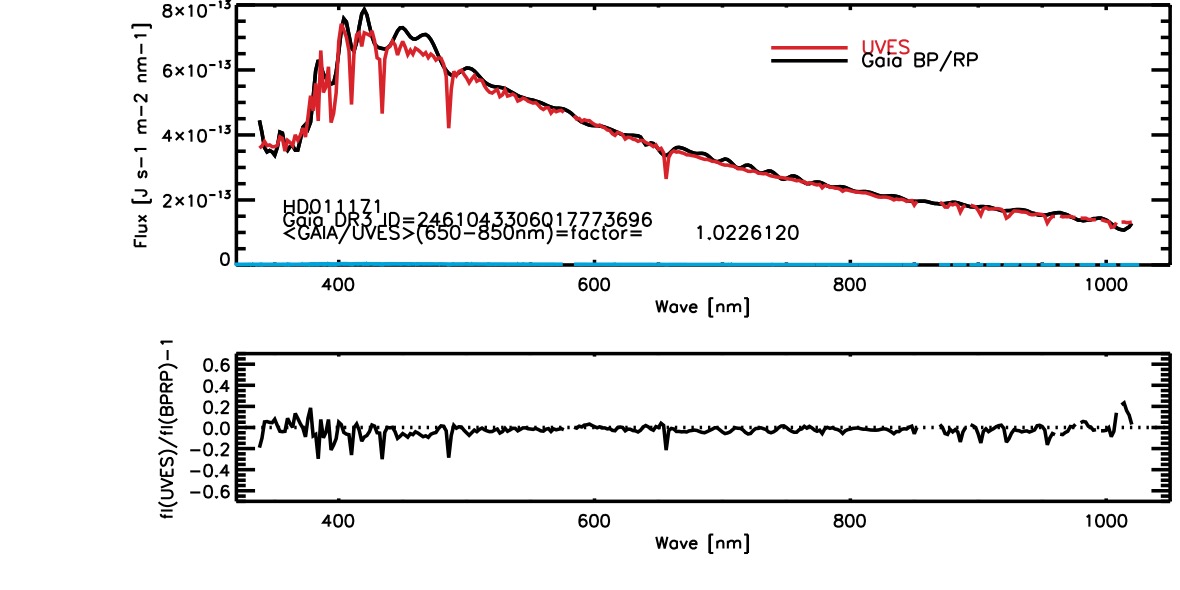 8×10−13
6×10−13
4×10−13
2×10−13
0
Flux [J s−1 m−2 nm−1]
UVES
Gaia BP/RP
HD011171
Gaia DR3 ID=2461043306017773696
<GAIA/UVES>(650−850nm)=factor= 1.0226120
400 600 800 1000
Wave [nm]
0.6
0.4
0.2
0.0
−0.2
−0.4
−0.6
fl(UVES)/fl(BPRP)−1
400 600 800 1000
Wave [nm]